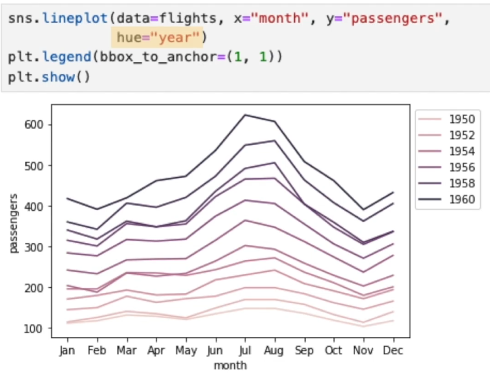 sns.lineplot(data=flights, x="month", y="passengers",
hue="year")
plt.legend(bbox_to_anchor=(1, 1))
plt.show()
600
500
400
300
200
100
passengers
Jan Feb Mar Apr May Jun Jul Aug Sep Oct Nov Dec
month
1950
1952
1954
1956
1958
1960